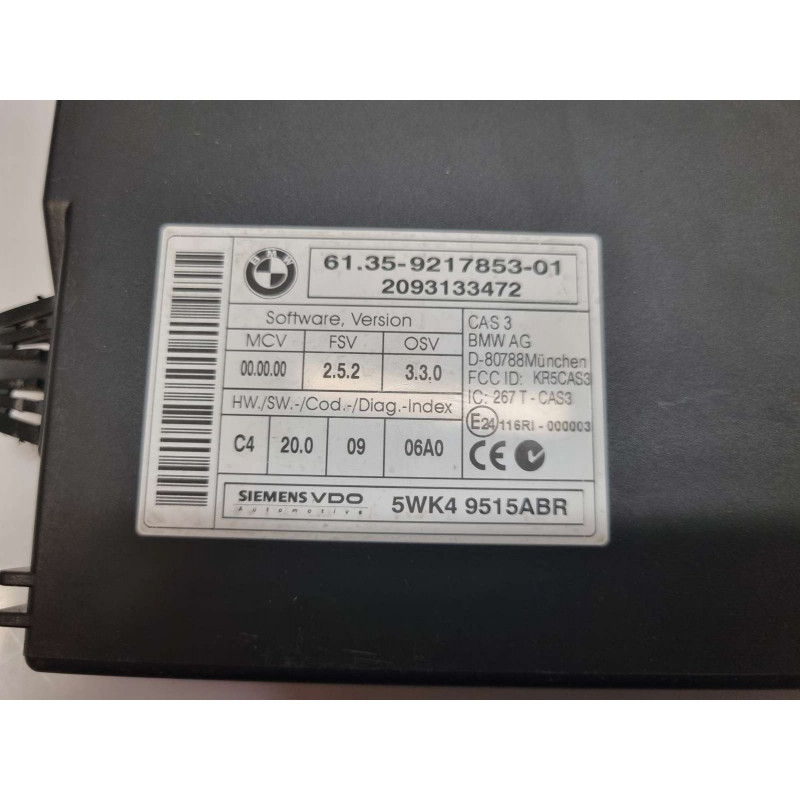 BMW
61.35-9217853-01
2093133472
Software, Version
MCV FSV OSV
00.00.00 2.5.2 3.3.0
HW./SW.-/Cod.-/Diag.-Index
C4 20.0 09 06A0
CAS 3
BMW AG
D-80788München
FCC ID: KR5CAS3
IC: 267 T - CAS3
E24 116RI - 000003
CE
SIEMENS VDO
Automotive
5WK4 9515ABR